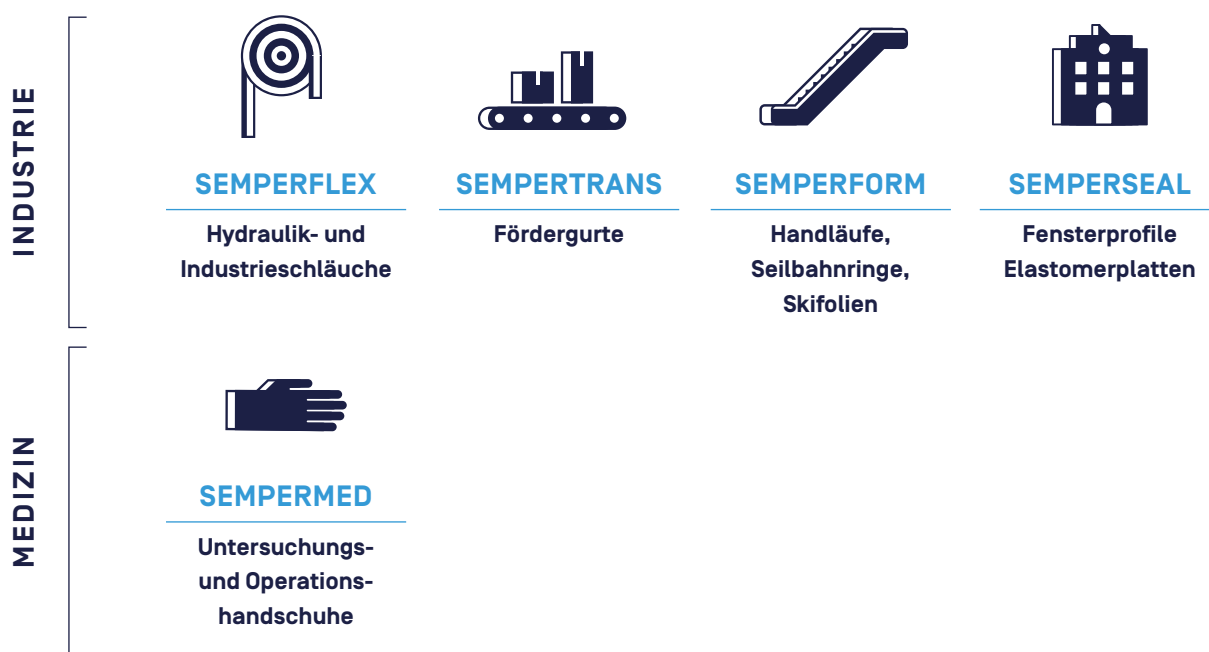 INDUSTRIE
SEMPERFLEX
Hydraulik- und
Industrieschläuche
SEMPERTRANS
Fördergurte
SEMPERFORM
Handläufe,
Seilbahnringe,
Skifolien
SEMPERSEAL
Fensterprofile
Elastomerplatten
MEDIZIN
SEMPERMED
Untersuchungs-
und Operations-
handschuhe